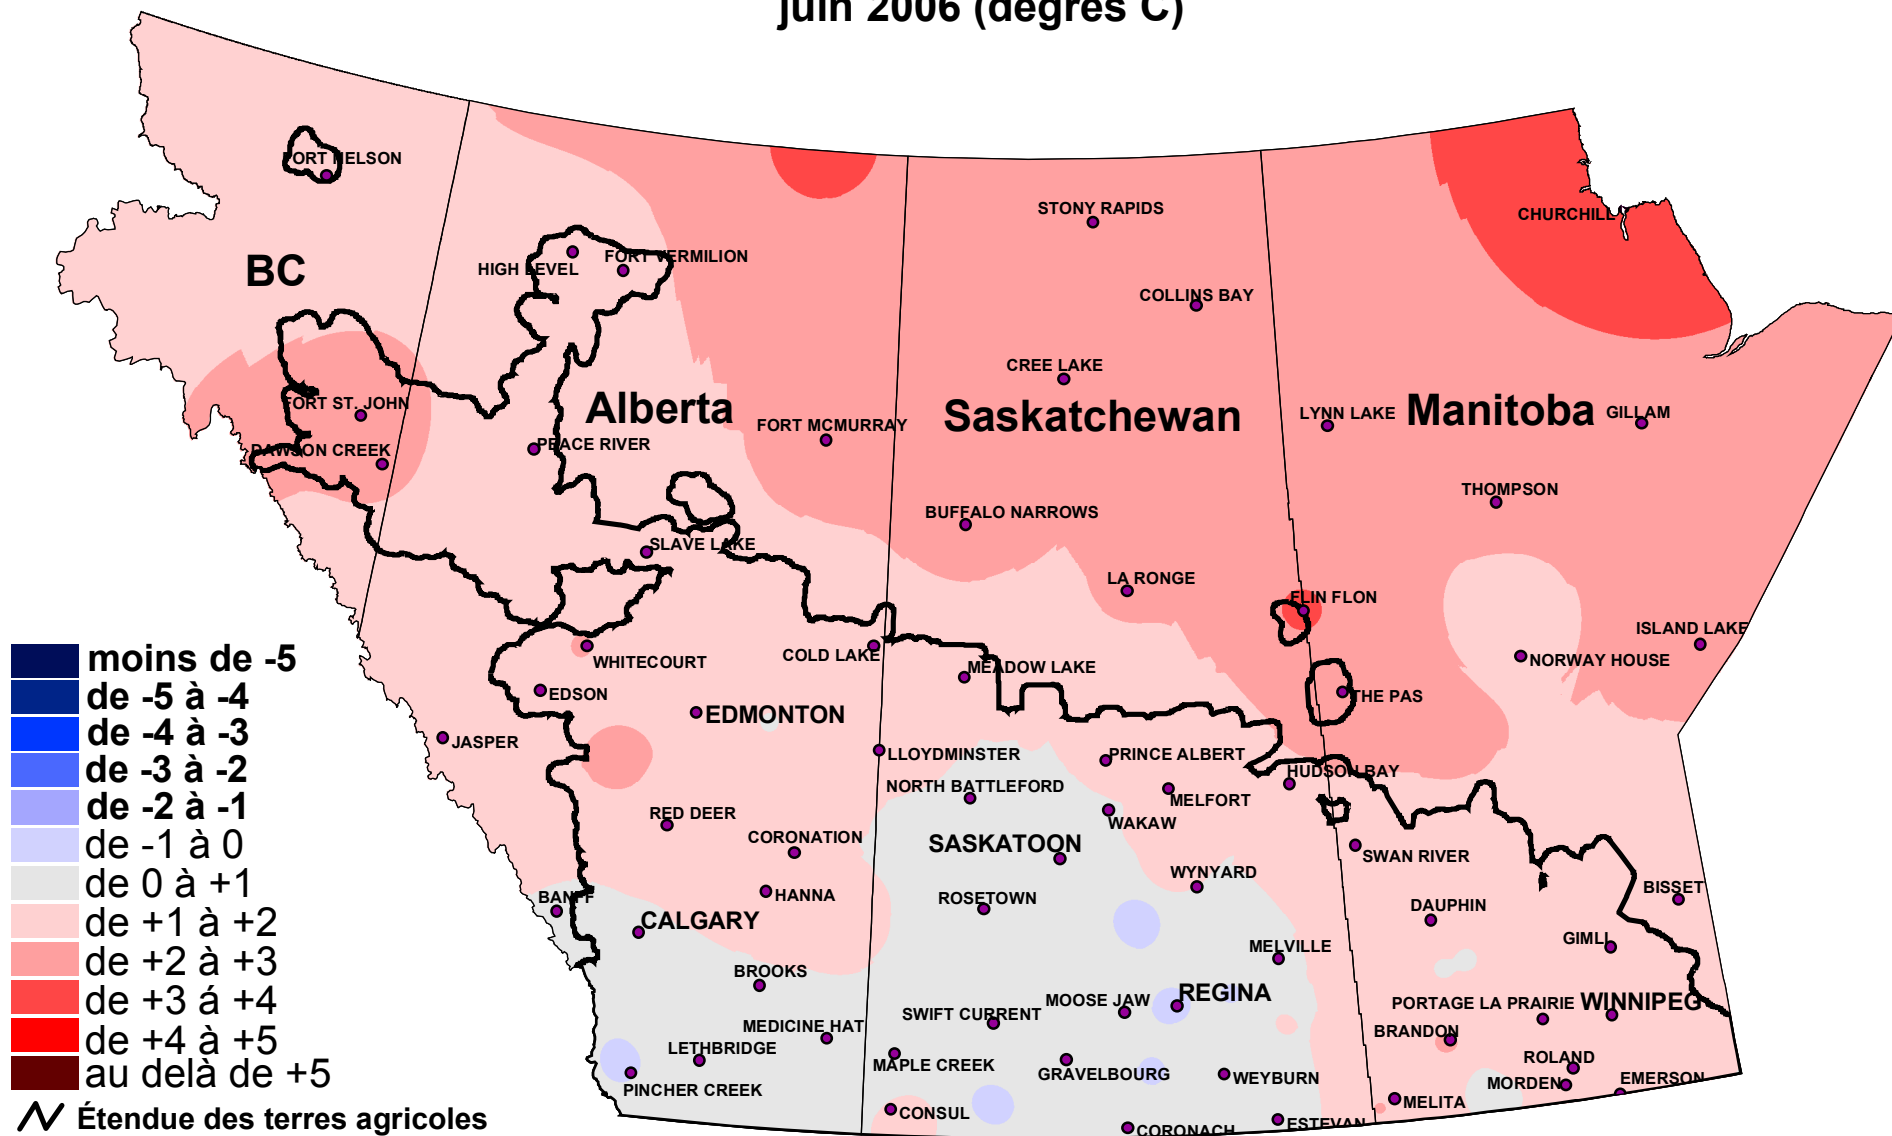 juin 2006 (degrés C)
FORT NELSON
STONY RAPIDS
CHURCHILL
HIGH LEVEL
FORT VERMILION
BC
COLLINS BAY
CREE LAKE
FORT ST. JOHN
Alberta
Saskatchewan
Manitoba
LYNN LAKE
GILLAM
FORT MCMURRAY
DAWSON CREEK
PEACE RIVER
THOMPSON
BUFFALO NARROWS
SLAVE LAKE
LA RONGE
FLIN FLON
ISLAND LAKE
WHITECOURT
COLD LAKE
MEADOW LAKE
NORWAY HOUSE
EDSON
THE PAS
EDMONTON
JASPER
LLOYDMINSTER
PRINCE ALBERT
HUDSON BAY
NORTH BATTLEFORD
MELFORT
RED DEER
CORONATION
WAKAW
SASKATOON
SWAN RIVER
WYNYARD
BISSET
BANFF
HANNA
ROSETOWN
DAUPHIN
CALGARY
GIMLI
MELVILLE
BROOKS
REGINA
MOOSE JAW
PORTAGE LA PRAIRIE
WINNIPEG
SWIFT CURRENT
MEDICINE HAT
BRANDON
LETHBRIDGE
ROLAND
MAPLE CREEK
GRAVELBOURG
WEYBURN
MORDEN
EMERSON
PINCHER CREEK
MELITA
CONSUL
ESTEVAN
CORONACH
moins de -5
de -5 à -4
de -4 à -3
de -3 à -2
de -2 à -1
de -1 à 0
de 0 à +1
de +1 à +2
de +2 à +3
de +3 á +4
de +4 à +5
au delà de +5
Étendue des terres agricoles